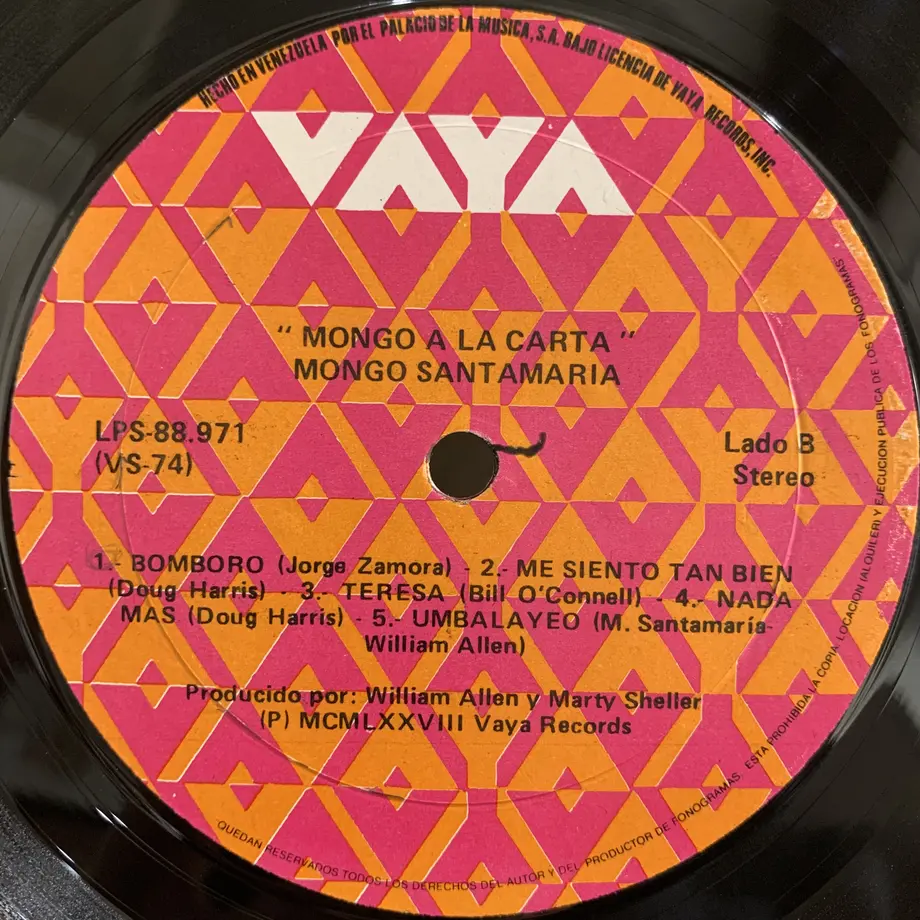 HECHO EN VENEZUELA POR EL PALACIO DE LA MUSICA, S.A. BAJO LICENCIA DE VAYA RECORDS, INC.
VAYA
" MONGO A LA CARTA "
MONGO SANTAMARIA
LPS-88.971
(VS-74)
Lado B
Stereo
1.- BOMBORO (Jorge Zamora) - 2.- ME SIENTO TAN BIEN
(Doug Harris) - 3.- TERESA (Bill O'Connell) - 4.- NADA
MAS (Doug Harris) - 5.- UMBALAYEO (M. Santamaría-
William Allen)
Producido por: William Allen y Marty Sheller
(P) MCMLXXVIII Vaya Records
QUEDAN RESERVADOS TODOS LOS DERECHOS DEL AUTOR Y DEL PRODUCTOR DE FONOGRAMAS. ESTA PROHIBIDA LA COPIA, LOCACION (ALQUILER) Y EJECUCION PUBLICA DE LOS FONOGRAMAS